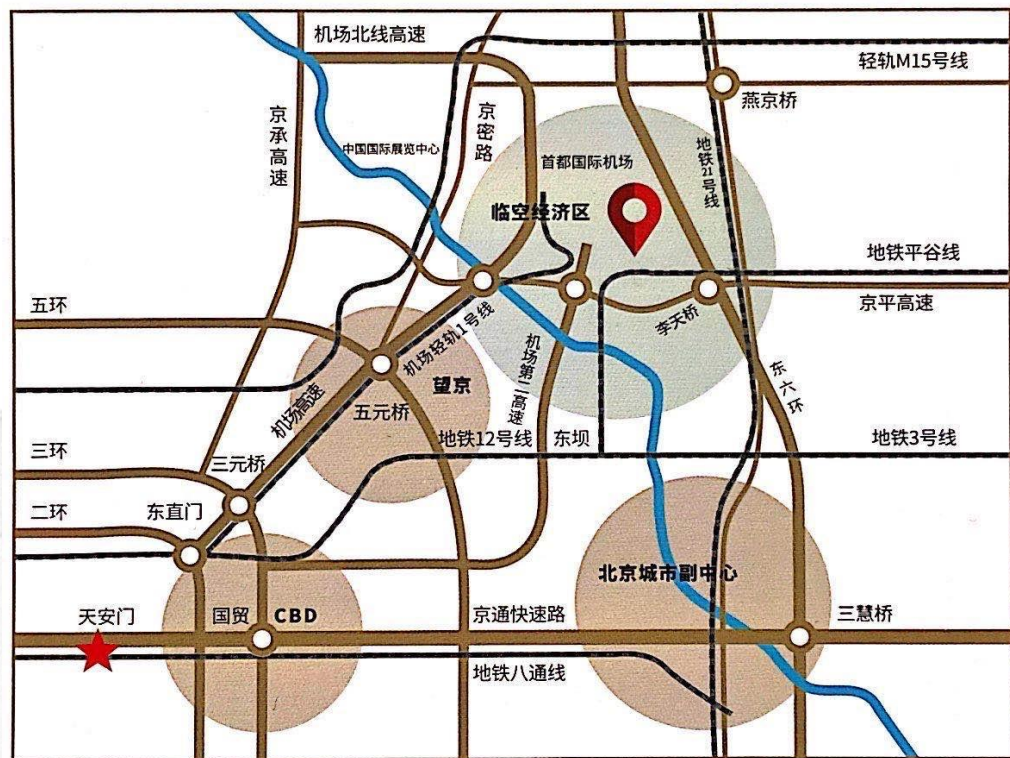 机场北线高速
轻轨M15号线
燕京桥
京承高速
京密路
中国国际展览中心
首都国际机场
地铁21号线
临空经济区
地铁平谷线
京平高速
五环
李天桥
机场轻轨1号线
机场第二高速
望京
东六环
机场高速
五元桥
地铁12号线
东坝
地铁3号线
三环
三元桥
二环
东直门
北京城市副中心
天安门
国贸
CBD
京通快速路
三慧桥
地铁八通线